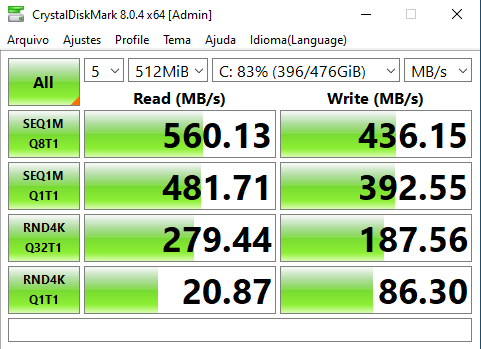 CrystalDiskMark 8.0.4 x64 [Admin]
Arquivo Ajustes Profile Tema Ajuda Idioma(Language)
All 5 512MiB C: 83% (396/476GiB) MB/s
Read (MB/s) Write (MB/s)
SEQ1M
Q8T1 560.13 436.15
SEQ1M
Q1T1 481.71 392.55
RND4K
Q32T1 279.44 187.56
RND4K
Q1T1 20.87 86.30